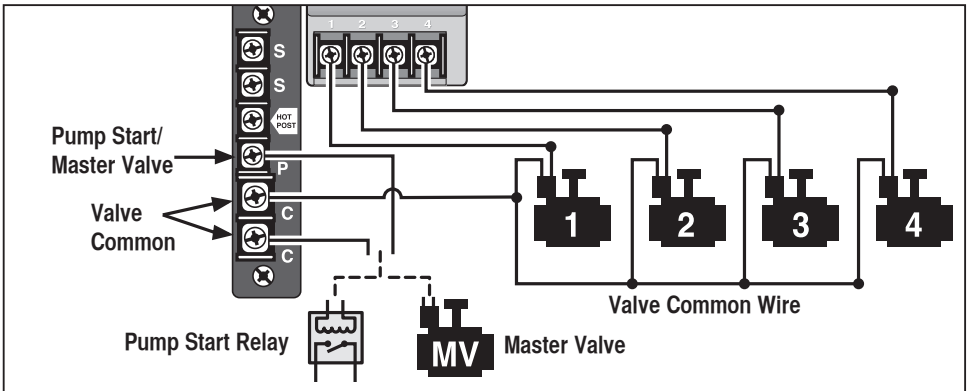 1 2 3 4
S
S
HOT
POST
Pump Start/
Master Valve
P
Valve
Common
C
C
1 2 3 4
Valve Common Wire
Pump Start Relay
MV
Master Valve